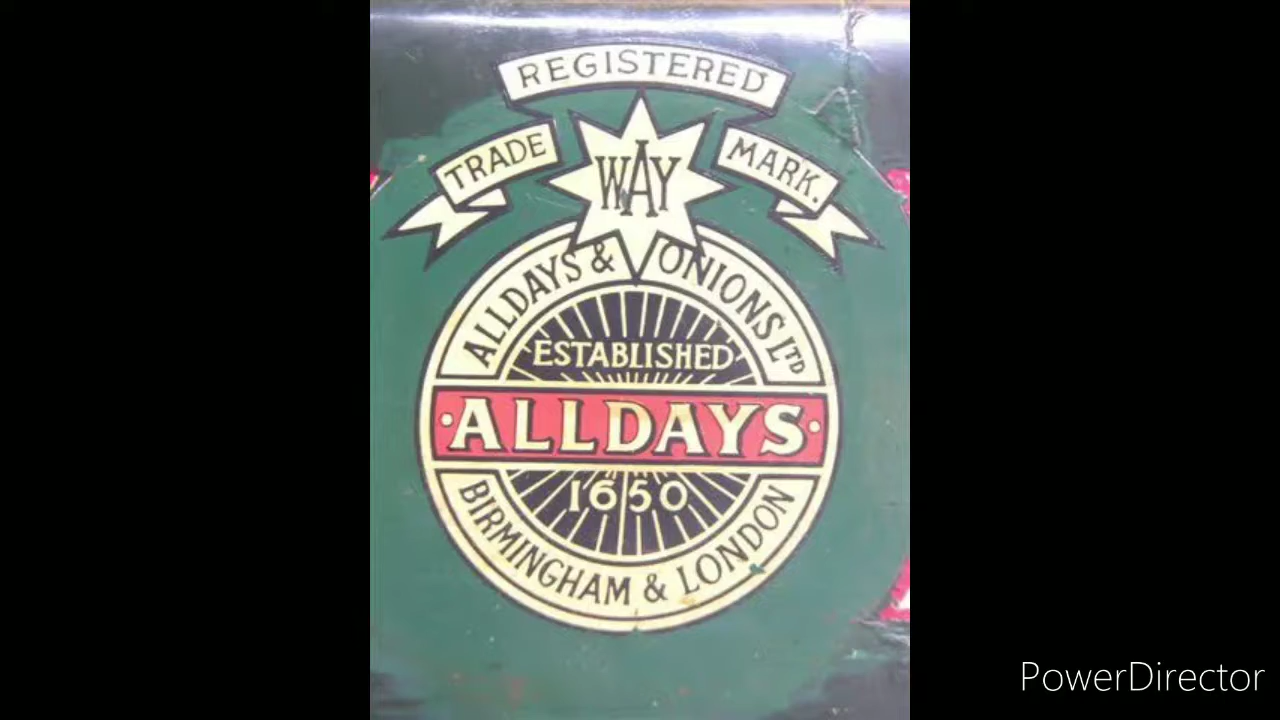 REGISTERED
TRADE MARK.
WAY
ALLDAYS & ONIONS LTD
ESTABLISHED
·ALLDAYS·
1650
BIRMINGHAM & LONDON
PowerDirector